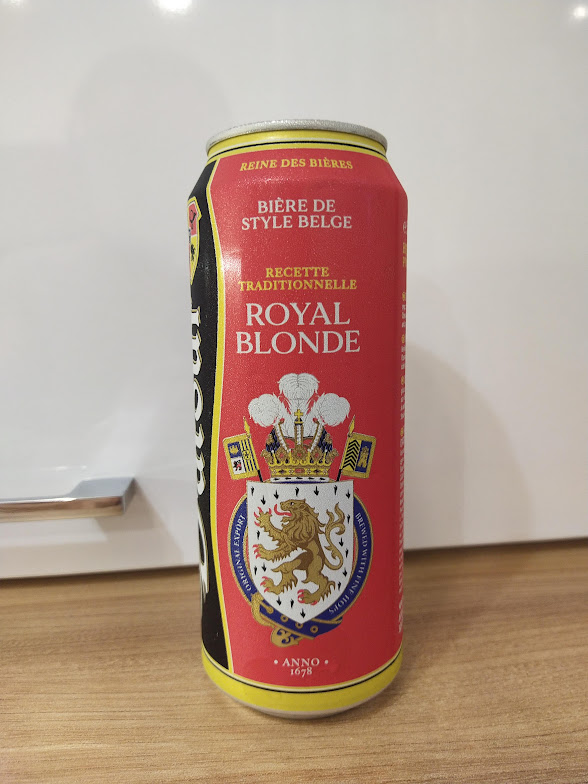 REINE DES BIÈRES
BIÈRE DE
STYLE BELGE
RECETTE
TRADITIONNELLE
ROYAL
BLONDE
ORIGINAL EXPORT
BREWED WITH FINE HOPS
• ANNO •
1678